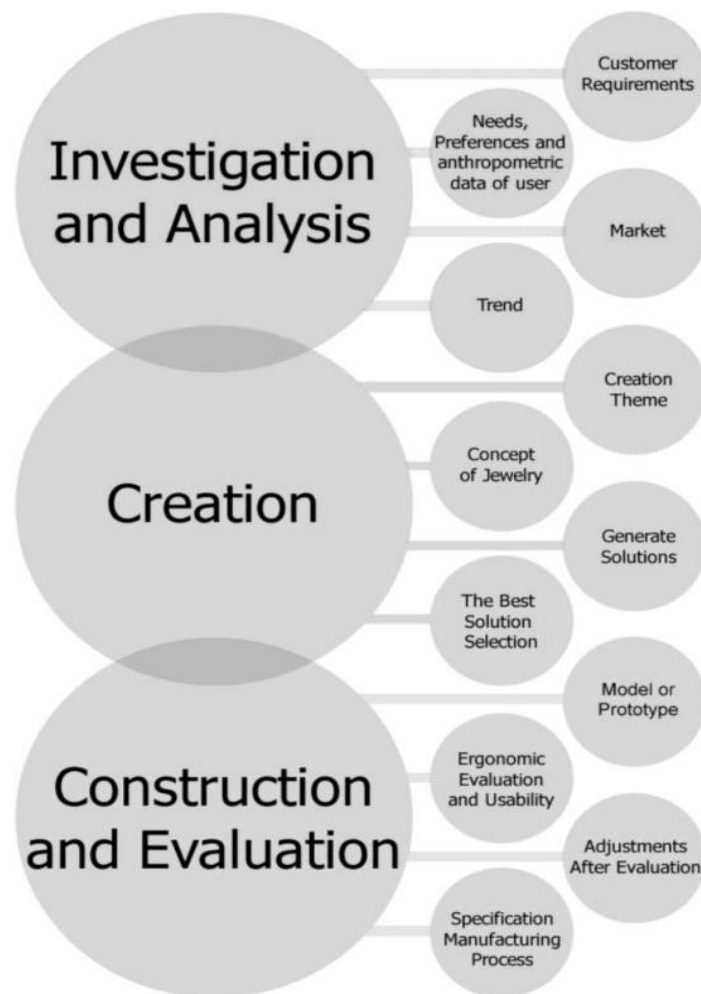 Investigation
and Analysis
Customer
Requirements
Needs,
Preferences and
anthropometric
data of user
Market
Trend
Creation
Creation
Theme
Concept
of Jewelry
Generate
Solutions
The Best
Solution
Selection
Construction
and Evaluation
Model or
Prototype
Ergonomic
Evaluation
and Usability
Adjustments
After Evaluation
Specification
Manufacturing
Process